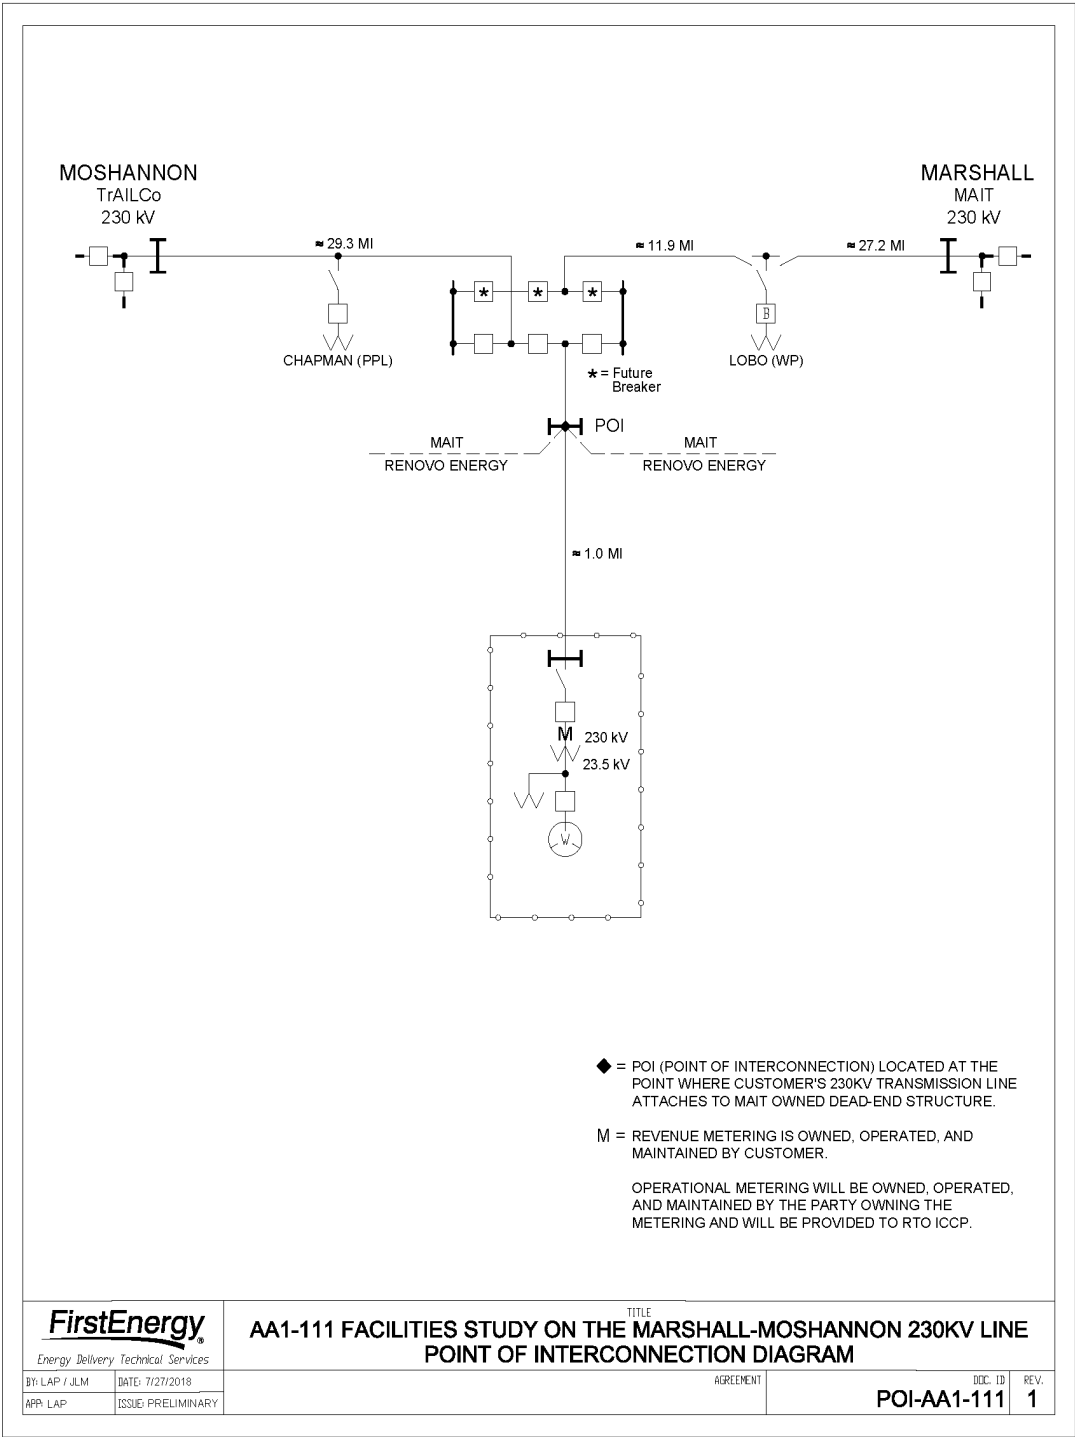 MOSHANNON
TrAILCo
230 kV
MARSHALL
MAIT
230 kV
≈ 29.3 MI
≈ 11.9 MI
≈ 27.2 MI
* * *
B
CHAPMAN (PPL)
LOBO (WP)
* = Future
Breaker
POI
MAIT
RENOVO ENERGY
MAIT
RENOVO ENERGY
≈ 1.0 MI
M
230 kV
23.5 kV
W
◆ = POI (POINT OF INTERCONNECTION) LOCATED AT THE
POINT WHERE CUSTOMER'S 230KV TRANSMISSION LINE
ATTACHES TO MAIT OWNED DEAD-END STRUCTURE.
M = REVENUE METERING IS OWNED, OPERATED, AND
MAINTAINED BY CUSTOMER.
OPERATIONAL METERING WILL BE OWNED, OPERATED,
AND MAINTAINED BY THE PARTY OWNING THE
METERING AND WILL BE PROVIDED TO RTO ICCP.
FirstEnergy®
Energy Delivery Technical Services
TITLE
AA1-111 FACILITIES STUDY ON THE MARSHALL-MOSHANNON 230KV LINE
POINT OF INTERCONNECTION DIAGRAM
BY: LAP / JLM
DATE: 7/27/2018
APP: LAP
ISSUE: PRELIMINARY
AGREEMENT
DOC. ID
POI-AA1-111
REV.
1